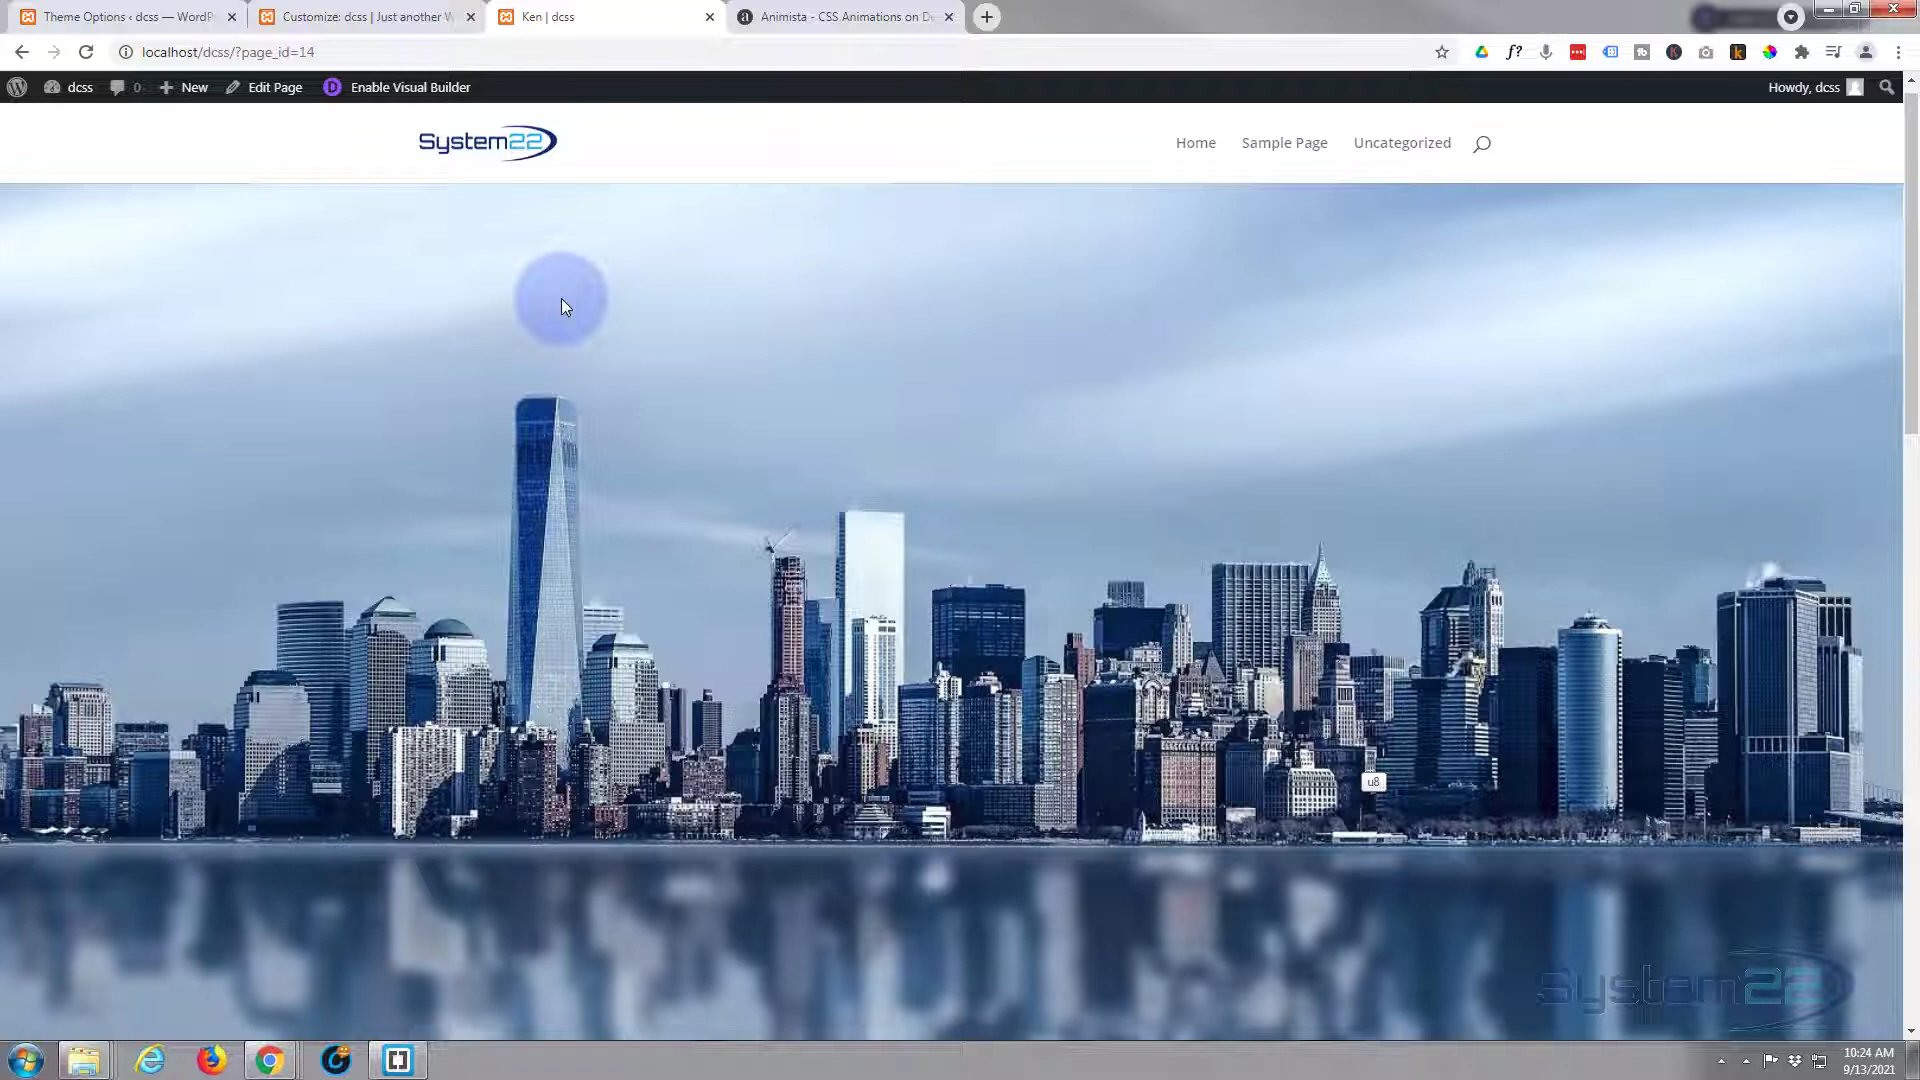 Theme Options ‹ dcss — WordP
Customize: dcss | Just another W
Ken | dcss
Animista - CSS Animations on De
localhost/dcss/?page_id=14
dcss
0
New
Edit Page
Enable Visual Builder
Howdy, dcss
System22
Home
Sample Page
Uncategorized
u8
System22
10:24 AM
9/13/2021